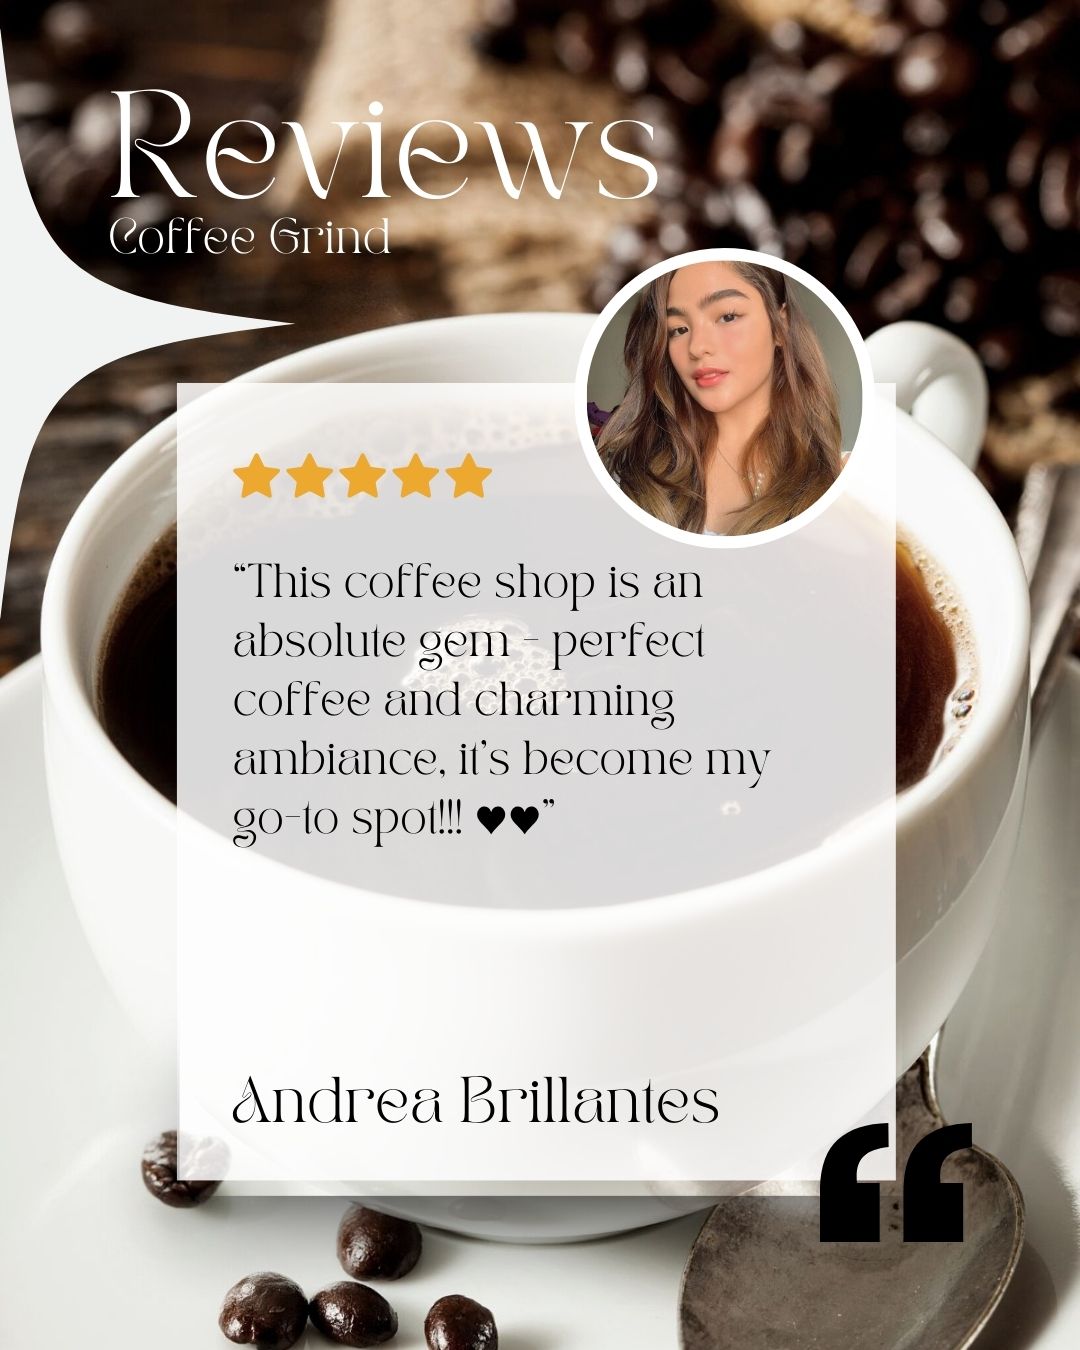 Reviews
Coffee Grind
“This coffee shop is an
absolute gem - perfect
coffee and charming
ambiance, it’s become my
go-to spot!!! ♥♥”
Andrea Brillantes
“